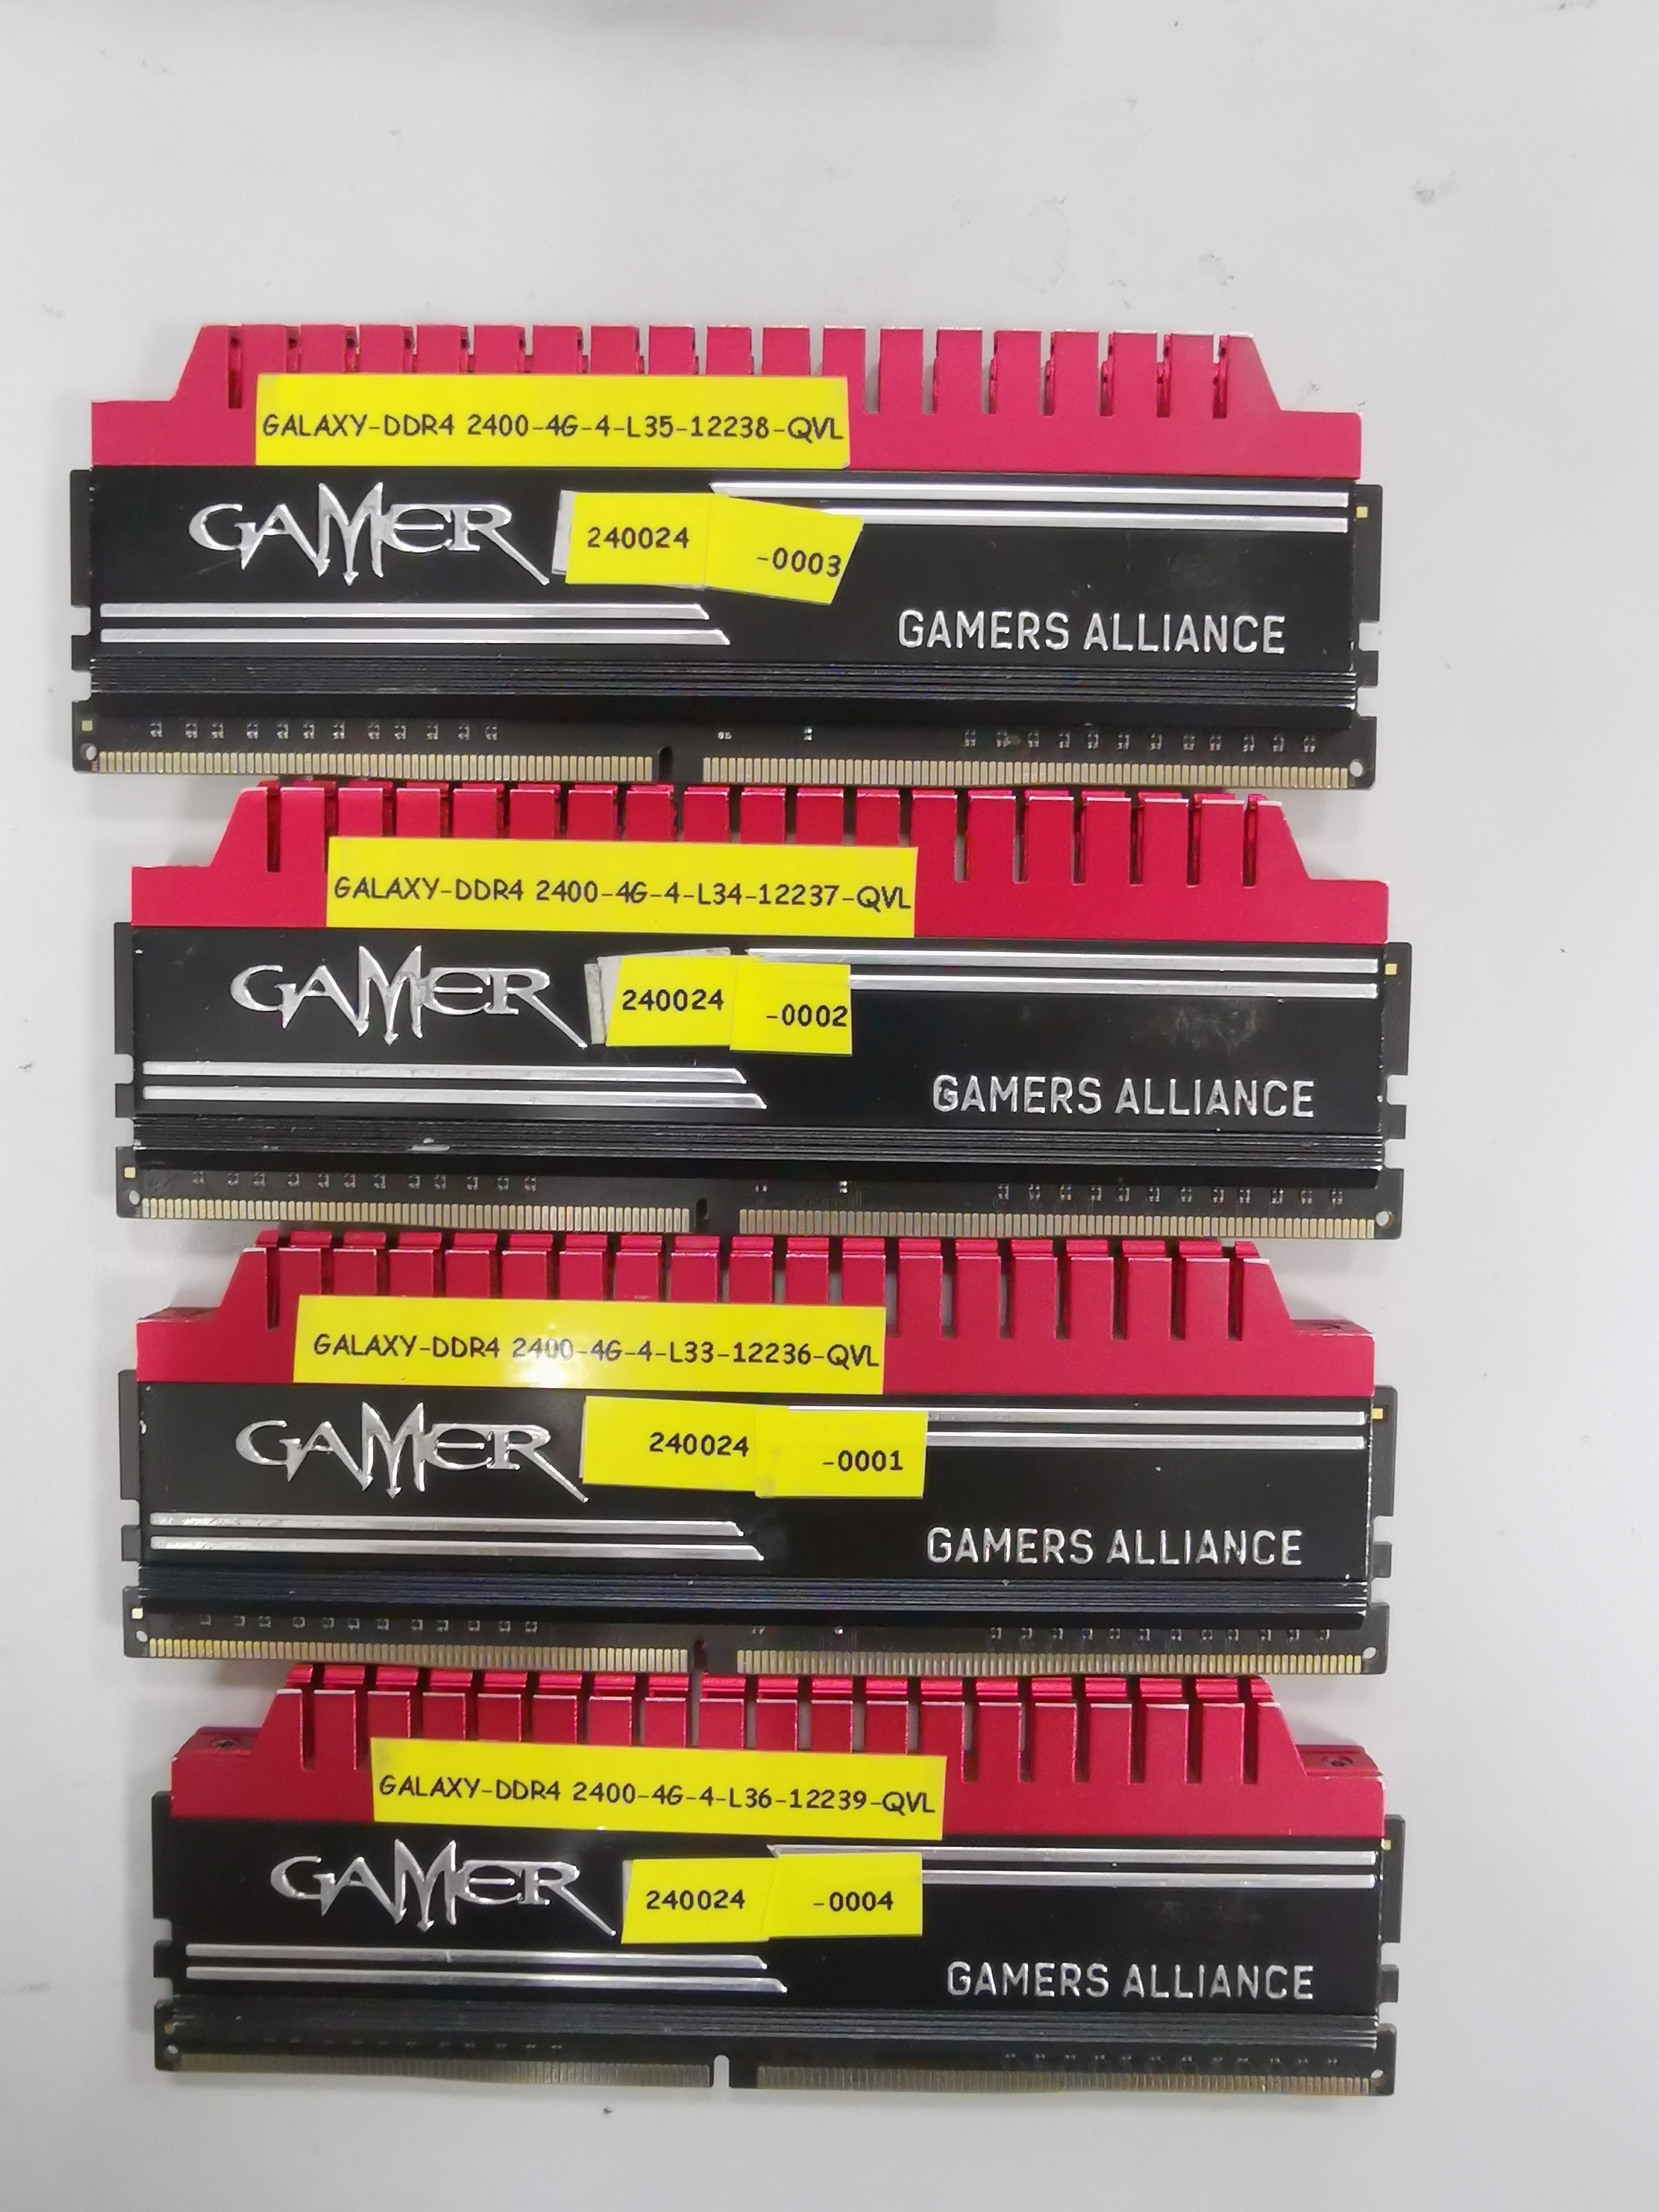 GALAXY-DDR4 2400-4G-4-L35-12238-QVL
GAMER 240024 -0003
GAMERS ALLIANCE
GALAXY-DDR4 2400-4G-4-L34-12237-QVL
GAMER 240024 -0002
GAMERS ALLIANCE
GALAXY-DDR4 2400-4G-4-L33-12236-QVL
GAMER 240024 -0001
GAMERS ALLIANCE
GALAXY-DDR4 2400-4G-4-L36-12239-QVL
GAMER 240024 -0004
GAMERS ALLIANCE